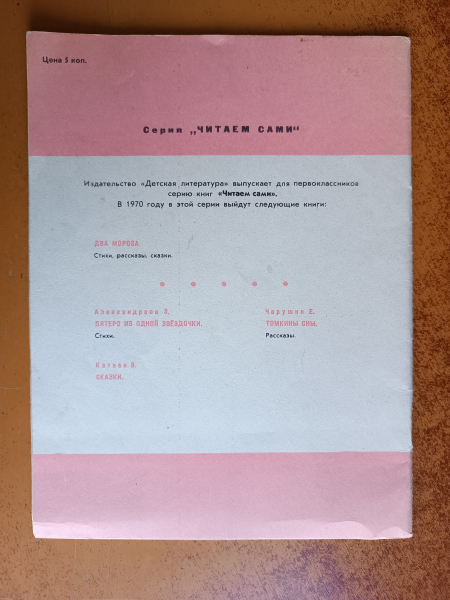 Цена 5 коп.
Серия „ЧИТАЕМ САМИ"
Издательство «Детская литература» выпускает для первоклассников
серию книг «Читаем сами».
В 1970 году в этой серии выйдут следующие книги:
ДВА МОРОЗА
Стихи, рассказы, сказки.
Александрова З.
ПЯТЕРО ИЗ ОДНОЙ ЗВЁЗДОЧКИ.
Стихи.
Катаев В.
СКАЗКИ.
Чарушин Е.
ТОМКИНЫ СНЫ.
Рассказы.